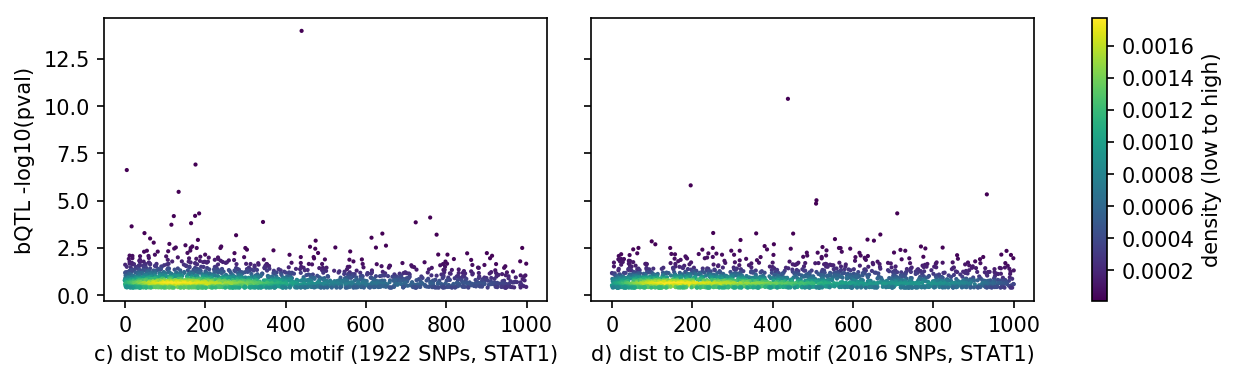 bQTL -log10(pval)
12.5
10.0
7.5
5.0
2.5
0.0
0 200 400 600 800 1000
c) dist to MoDISco motif (1922 SNPs, STAT1)
0 200 400 600 800 1000
d) dist to CIS-BP motif (2016 SNPs, STAT1)
0.0016
0.0014
0.0012
0.0010
0.0008
0.0006
0.0004
0.0002
density (low to high)